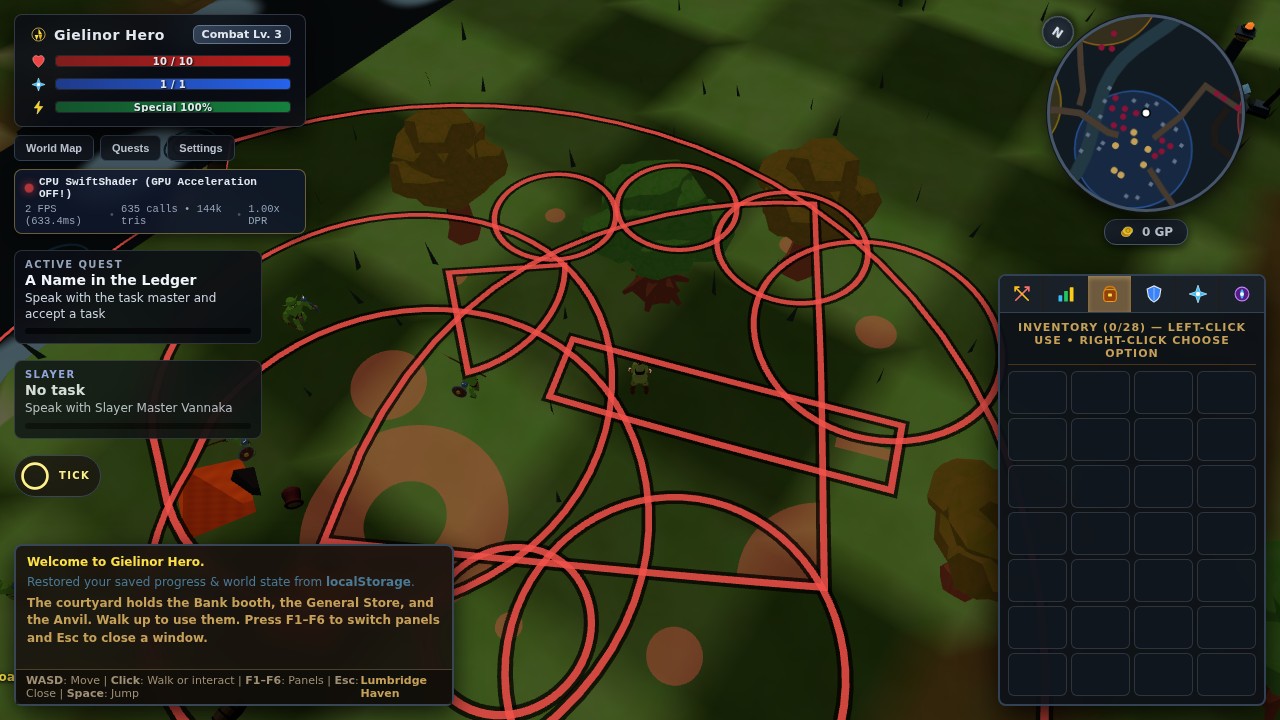 Gielinor Hero
Combat Lv. 3
10 / 10
1 / 1
Special 100%
World Map
Quests
Settings
CPU SwiftShader (GPU Acceleration
OFF!)
2 FPS
(633.4ms)
• 635 calls • 144k
tris
• 1.00x
DPR
ACTIVE QUEST
A Name in the Ledger
Speak with the task master and
accept a task
SLAYER
No task
Speak with Slayer Master Vannaka
TICK
Welcome to Gielinor Hero.
Restored your saved progress & world state from localStorage.
The courtyard holds the Bank booth, the General Store, and
the Anvil. Walk up to use them. Press F1–F6 to switch panels
and Esc to close a window.
WASD: Move | Click: Walk or interact | F1–F6: Panels | Esc:
Close | Space: Jump
Lumbridge
Haven
N
0 GP
INVENTORY (0/28) — LEFT-CLICK
USE • RIGHT-CLICK CHOOSE
OPTION